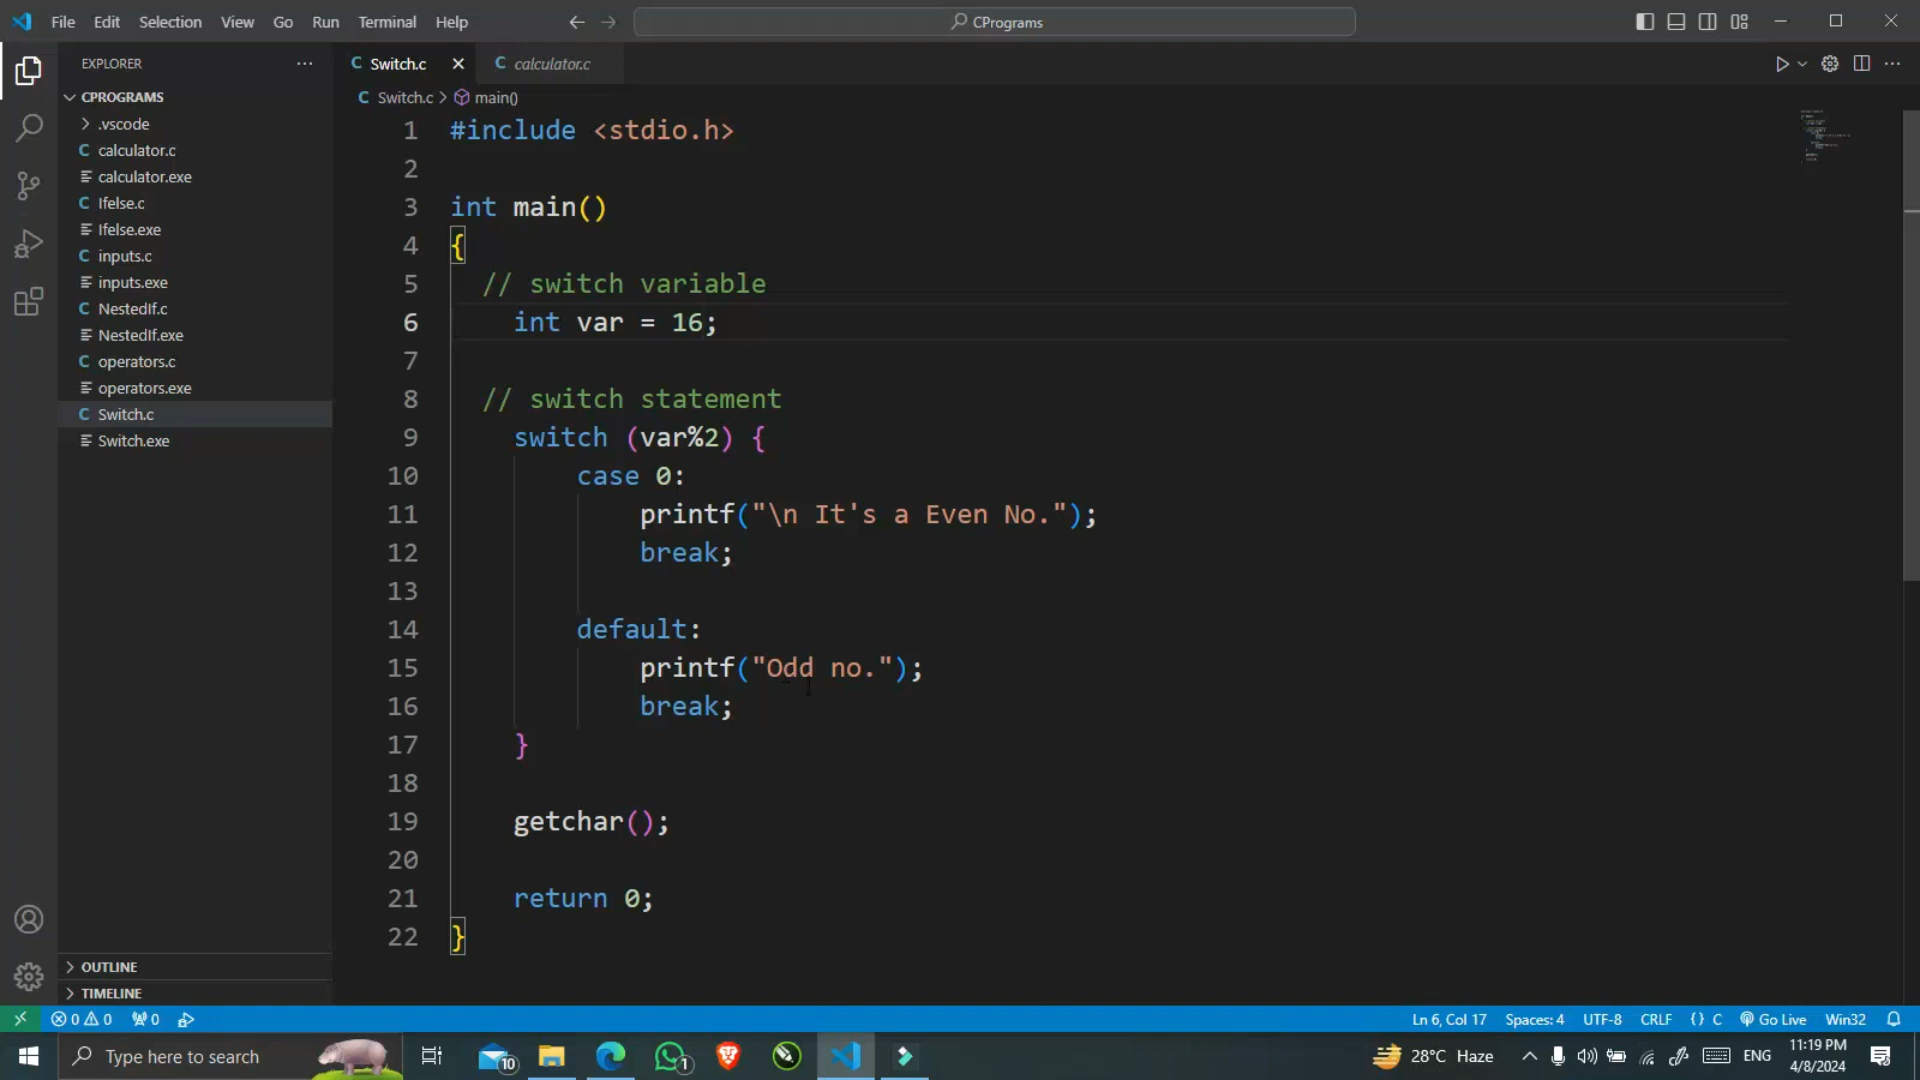 File Edit Selection View Go Run Terminal Help
CPrograms
EXPLORER
Switch.c
calculator.c
CPROGRAMS
Switch.c > main()
.vscode
calculator.c
calculator.exe
Ifelse.c
Ifelse.exe
inputs.c
inputs.exe
NestedIf.c
NestedIf.exe
operators.c
operators.exe
Switch.c
Switch.exe
OUTLINE
TIMELINE
1 #include <stdio.h>
2
3 int main()
4 {
5 // switch variable
6 int var = 16;
7
8 // switch statement
9 switch (var%2) {
10 case 0:
11 printf("\n It's a Even No.");
12 break;
13
14 default:
15 printf("Odd no.");
16 break;
17 }
18
19 getchar();
20
21 return 0;
22 }
0 0 0
Ln 6, Col 17 Spaces: 4 UTF-8 CRLF {} C Go Live Win32
Type here to search
10
1
28°C Haze
ENG
11:19 PM
4/8/2024